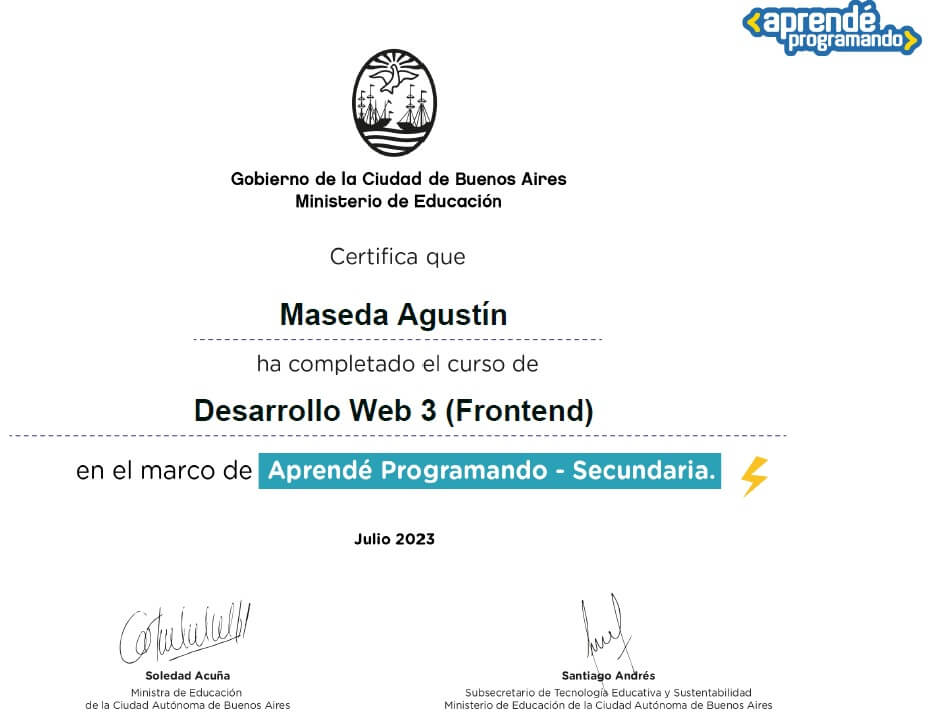 <aprendé
programando>
Gobierno de la Ciudad de Buenos Aires
Ministerio de Educación
Certifica que
Maseda Agustín
ha completado el curso de
Desarrollo Web 3 (Frontend)
en el marco de Aprendé Programando - Secundaria.
Julio 2023
Soledad Acuña
Ministra de Educación
de la Ciudad Autónoma de Buenos Aires
Santiago Andrés
Subsecretario de Tecnología Educativa y Sustentabilidad
Ministerio de Educación de la Ciudad Autónoma de Buenos Aires